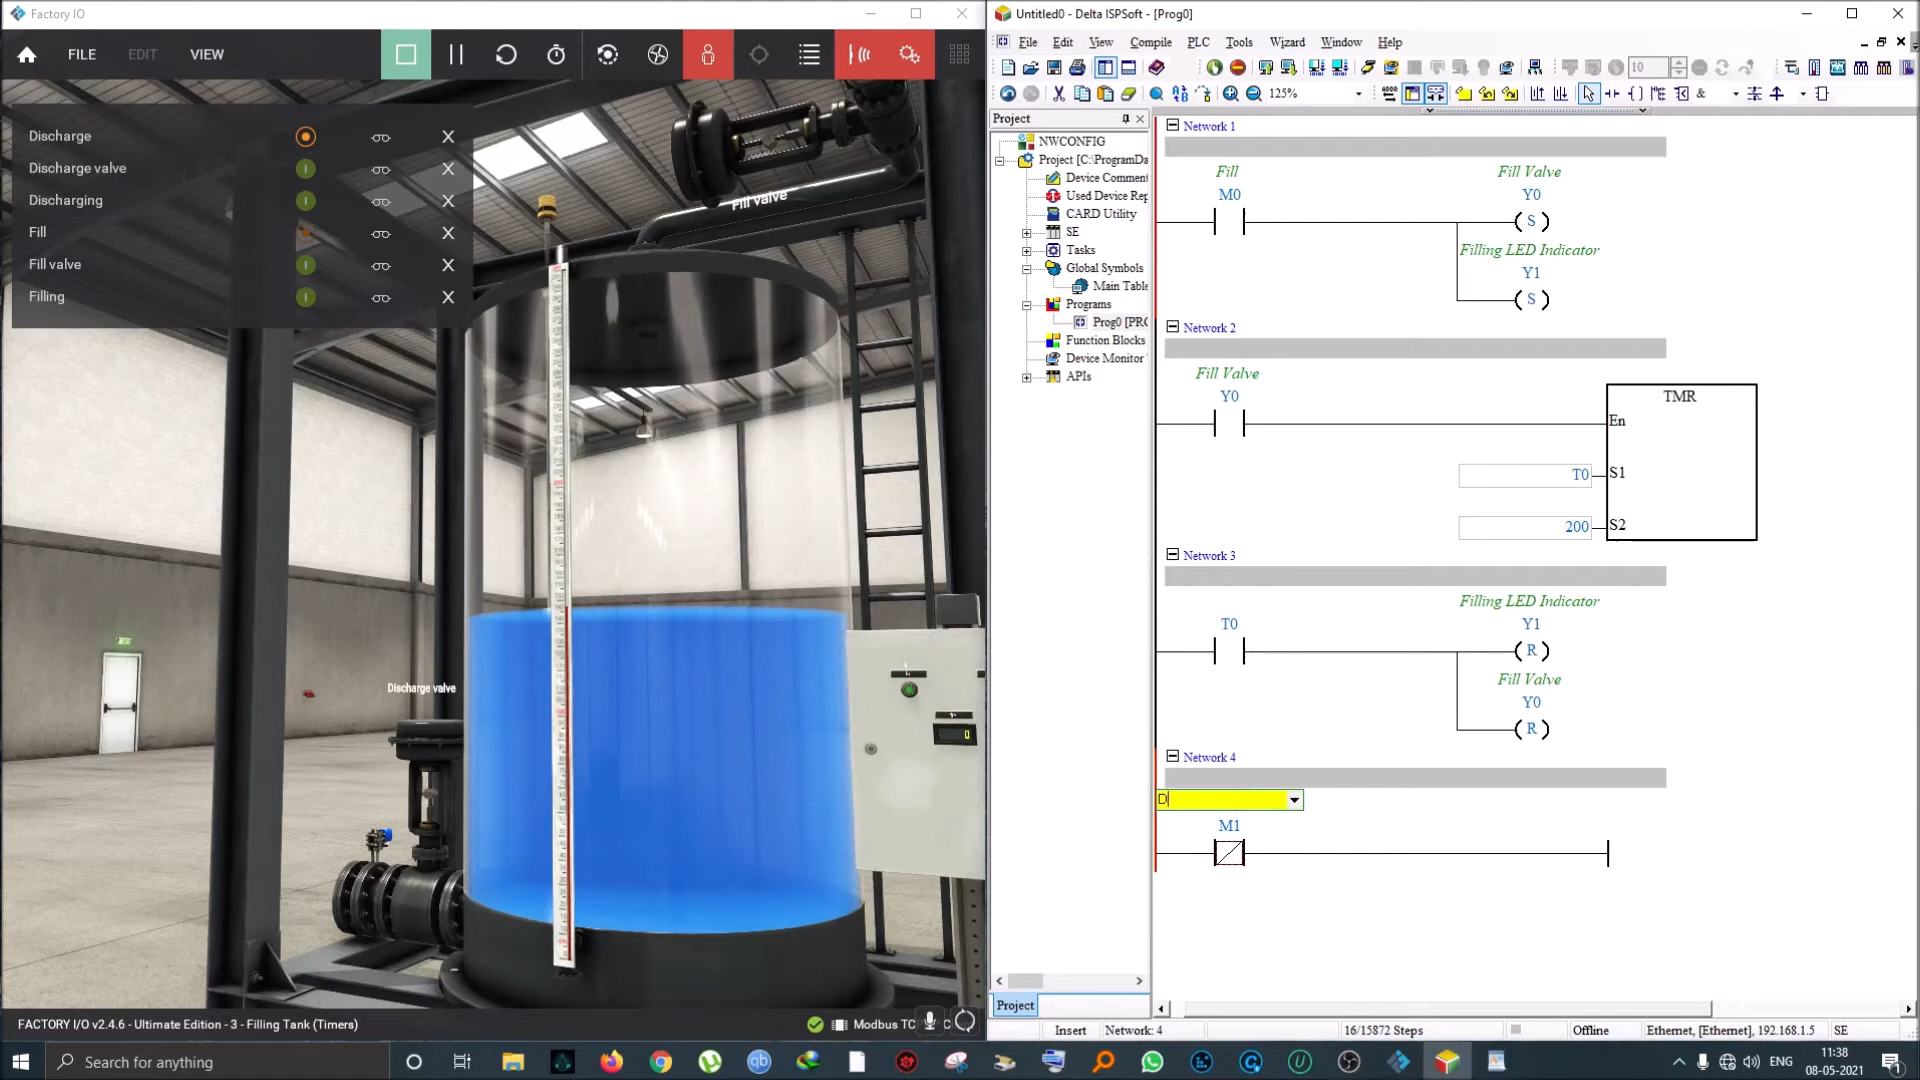 Factory IO
FILE
EDIT
VIEW
Discharge
X
Discharge valve
X
Discharging
X
Fill
X
Fill valve
X
Filling
X
Fill valve
Discharge valve
0
FACTORY I/O v2.4.6 - Ultimate Edition - 3 - Filling Tank (Timers)
Modbus TC
Untitled0 - Delta ISPSoft - [Prog0]
File Edit View Compile PLC Tools Wizard Window Help
10
125%
Project
NWCONFIG
Project [C:\ProgramDa
Device Comment
Used Device Rep
CARD Utility
SE
Tasks
Global Symbols
Main Table
Programs
Prog0 [PRO
Function Blocks
Device Monitor
APIs
Project
Network 1
Fill
Fill Valve
M0
Y0
S
Filling LED Indicator
Y1
S
Network 2
Fill Valve
Y0
TMR
En
T0
S1
200
S2
Network 3
Filling LED Indicator
T0
Y1
R
Fill Valve
Y0
R
Network 4
D
M1
Insert
Network: 4
16/15872 Steps
Offline
Ethernet, [Ethernet], 192.168.1.5
SE
Search for anything
ENG
11:38
08-05-2021